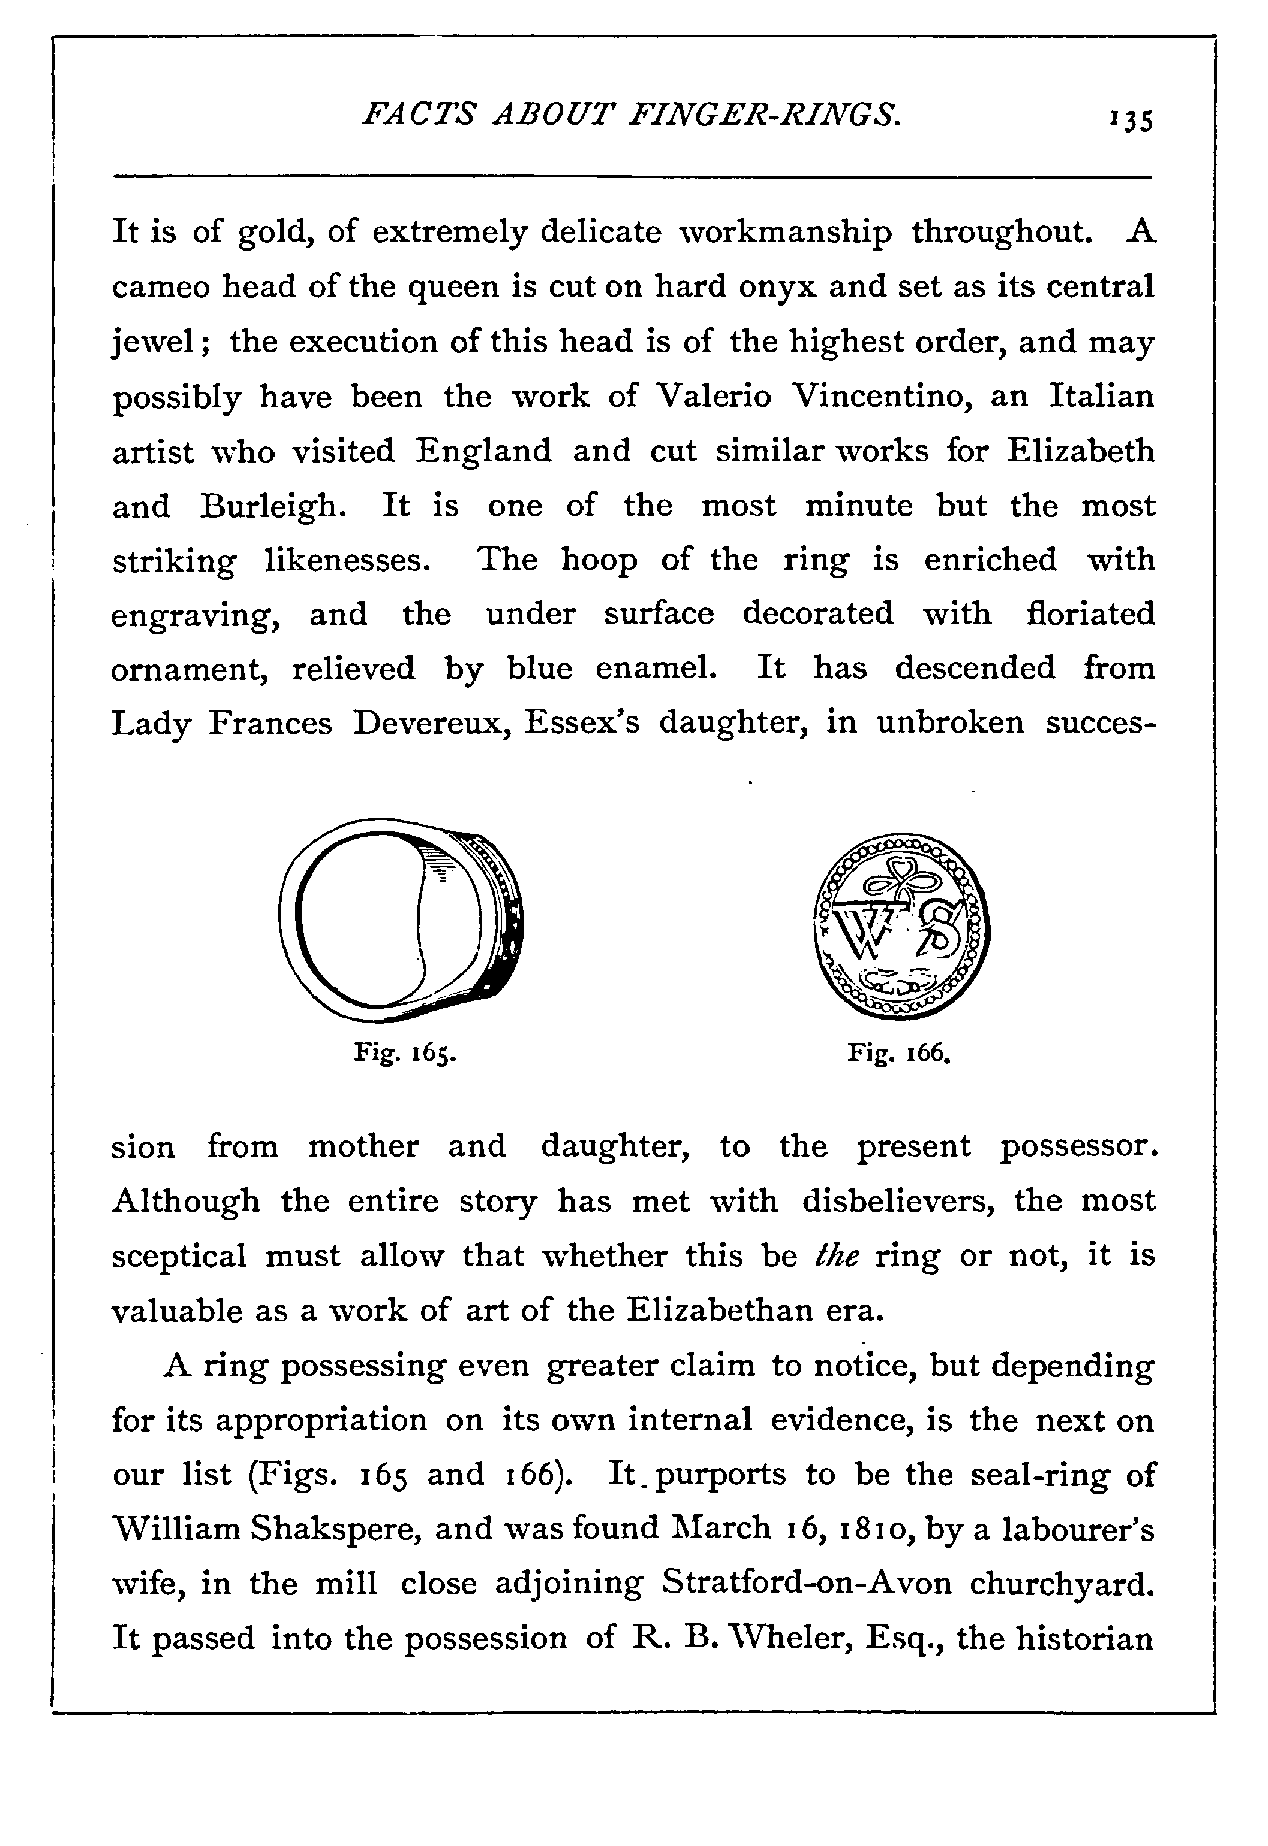 FACTS ABOUT FINGER-RINGS. 135
It is of gold, of extremely delicate workmanship throughout. A
cameo head of the queen is cut on hard onyx and set as its central
jewel; the execution of this head is of the highest order, and may
possibly have been the work of Valerio Vincentino, an Italian
artist who visited England and cut similar works for Elizabeth
and Burleigh. It is one of the most minute but the most
striking likenesses. The hoop of the ring is enriched with
engraving, and the under surface decorated with floriated
ornament, relieved by blue enamel. It has descended from
Lady Frances Devereux, Essex's daughter, in unbroken succes-
W S
Fig. 165. Fig. 166.
sion from mother and daughter, to the present possessor.
Although the entire story has met with disbelievers, the most
sceptical must allow that whether this be the ring or not, it is
valuable as a work of art of the Elizabethan era.
A ring possessing even greater claim to notice, but depending
for its appropriation on its own internal evidence, is the next on
our list (Figs. 165 and 166). It purports to be the seal-ring of
William Shakspere, and was found March 16, 1810, by a labourer's
wife, in the mill close adjoining Stratford-on-Avon churchyard.
It passed into the possession of R. B. Wheler, Esq., the historian